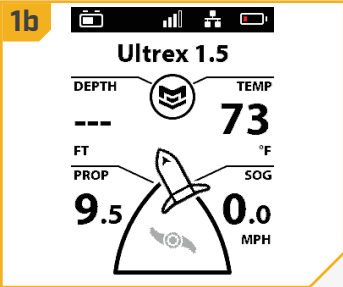 1b
Ultrex 1.5
DEPTH TEMP
--- 73
FT °F
PROP SOG
9.5 0.0
MPH